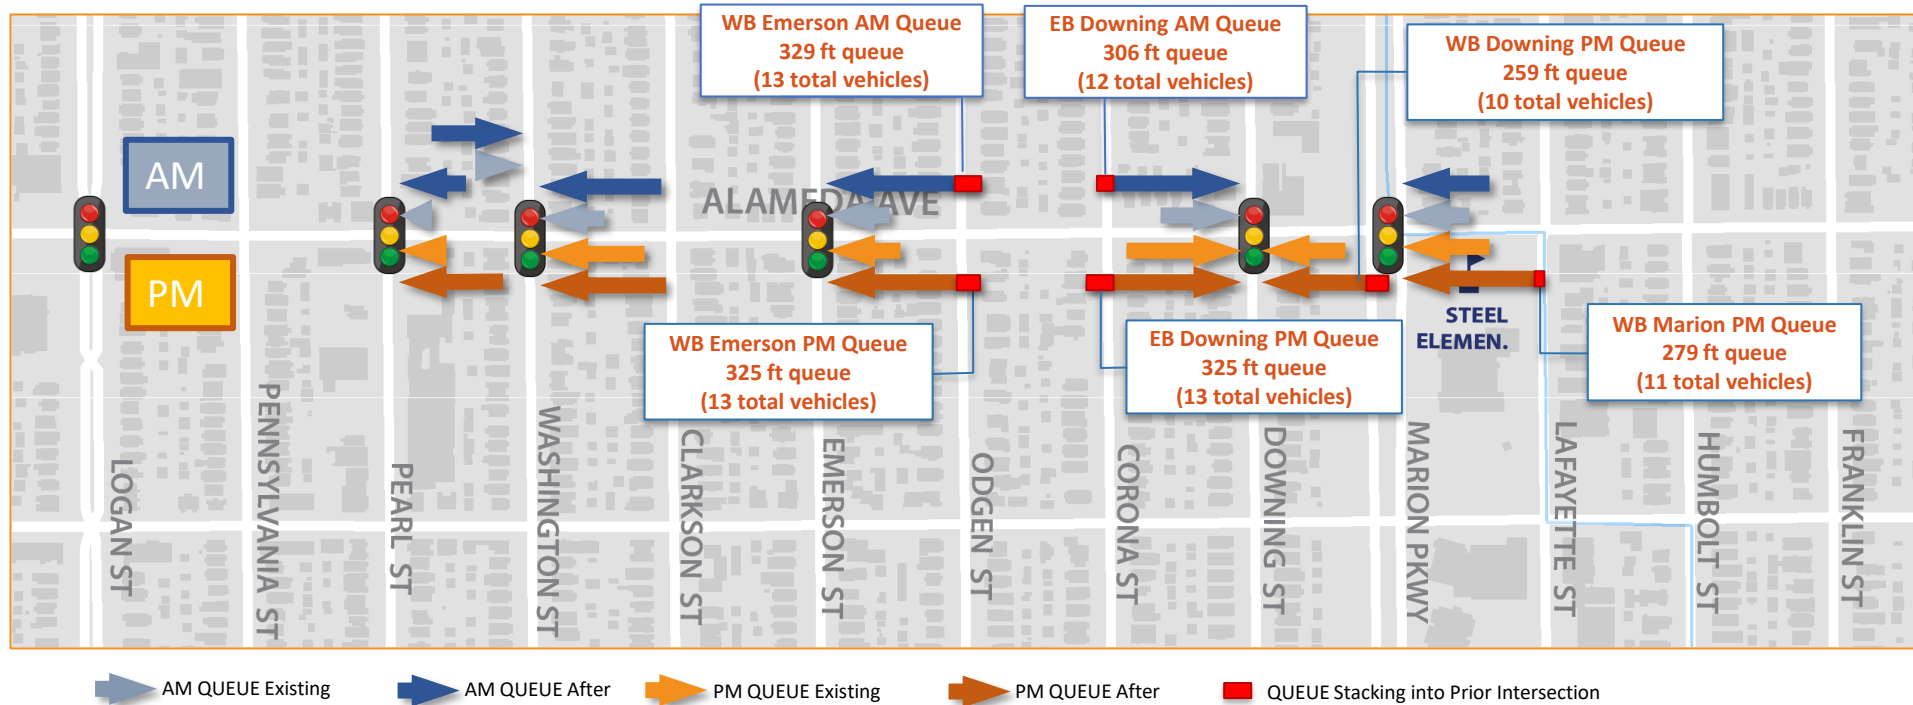 WB Emerson AM Queue
329 ft queue
(13 total vehicles)
EB Downing AM Queue
306 ft queue
(12 total vehicles)
WB Downing PM Queue
259 ft queue
(10 total vehicles)
AM
ALAMEDA AVE
PM
STEEL
ELEMEN.
WB Emerson PM Queue
325 ft queue
(13 total vehicles)
EB Downing PM Queue
325 ft queue
(13 total vehicles)
WB Marion PM Queue
279 ft queue
(11 total vehicles)
LOGAN ST
PENNSYLVANIA ST
PEARL ST
WASHINGTON ST
CLARKSON ST
EMERSON ST
ODGEN ST
CORONA ST
DOWNING ST
MARION PKWY
LAFAYETTE ST
HUMBOLT ST
FRANKLIN ST
AM QUEUE Existing
AM QUEUE After
PM QUEUE Existing
PM QUEUE After
QUEUE Stacking into Prior Intersection